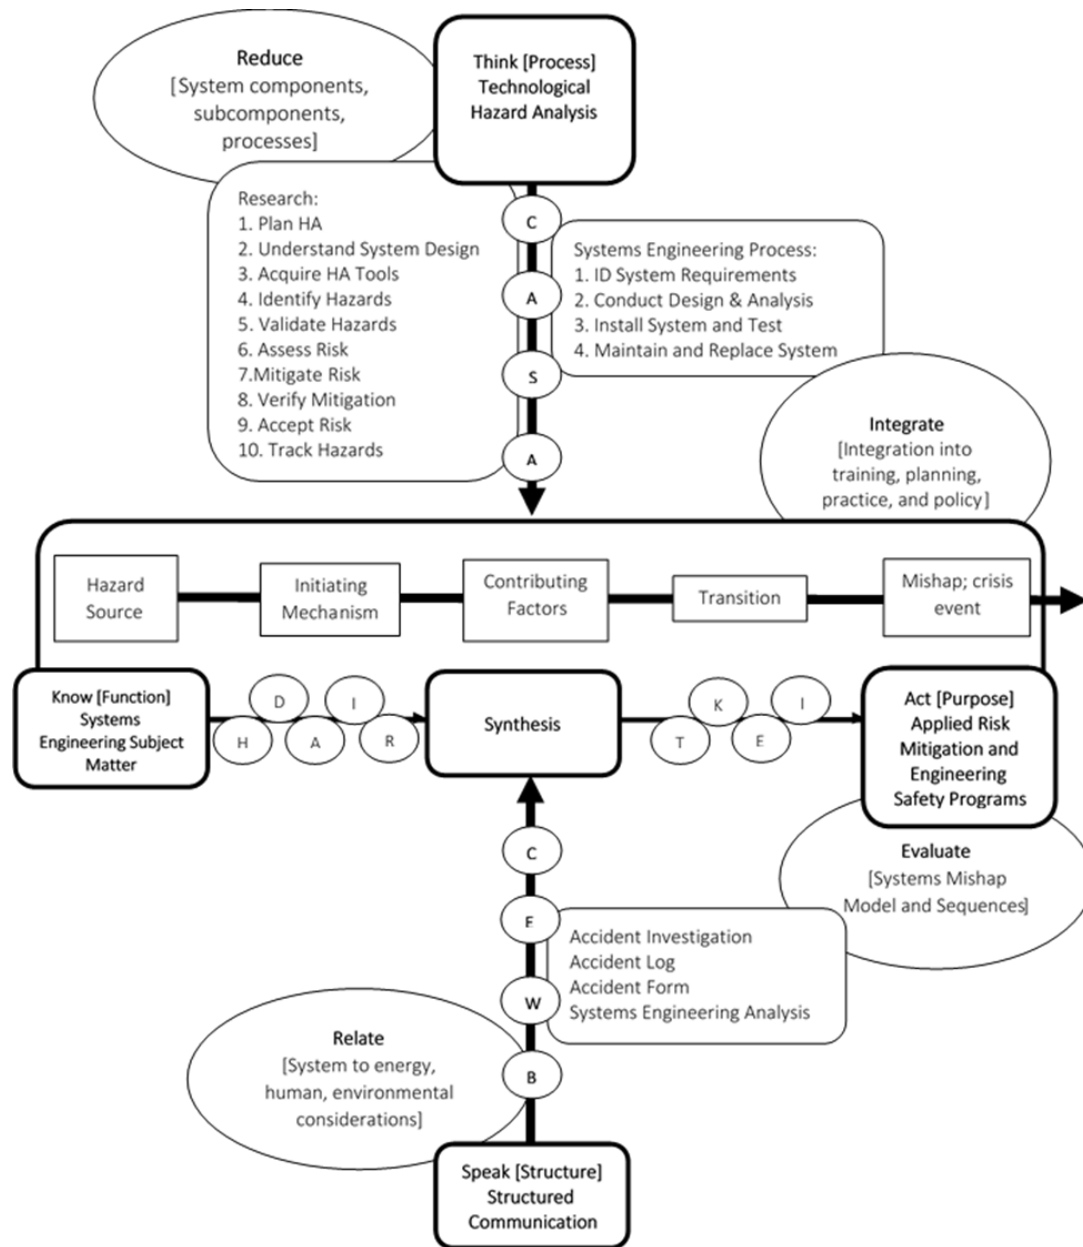 Reduce
[System components,
subcomponents,
processes]
Think [Process]
Technological
Hazard Analysis
Research:
1. Plan HA
2. Understand System Design
3. Acquire HA Tools
4. Identify Hazards
5. Validate Hazards
6. Assess Risk
7.Mitigate Risk
8. Verify Mitigation
9. Accept Risk
10. Track Hazards
C
A
S
A
Systems Engineering Process:
1. ID System Requirements
2. Conduct Design & Analysis
3. Install System and Test
4. Maintain and Replace System
Integrate
[Integration into
training, planning,
practice, and policy]
Hazard
Source
Initiating
Mechanism
Contributing
Factors
Transition
Mishap; crisis
event
Know [Function]
Systems
Engineering Subject
Matter
H
D
A
I
R
Synthesis
T
K
E
I
Act [Purpose]
Applied Risk
Mitigation and
Engineering
Safety Programs
Evaluate
[Systems Mishap
Model and Sequences]
C
E
W
B
Accident Investigation
Accident Log
Accident Form
Systems Engineering Analysis
Relate
[System to energy,
human, environmental
considerations]
Speak [Structure]
Structured
Communication